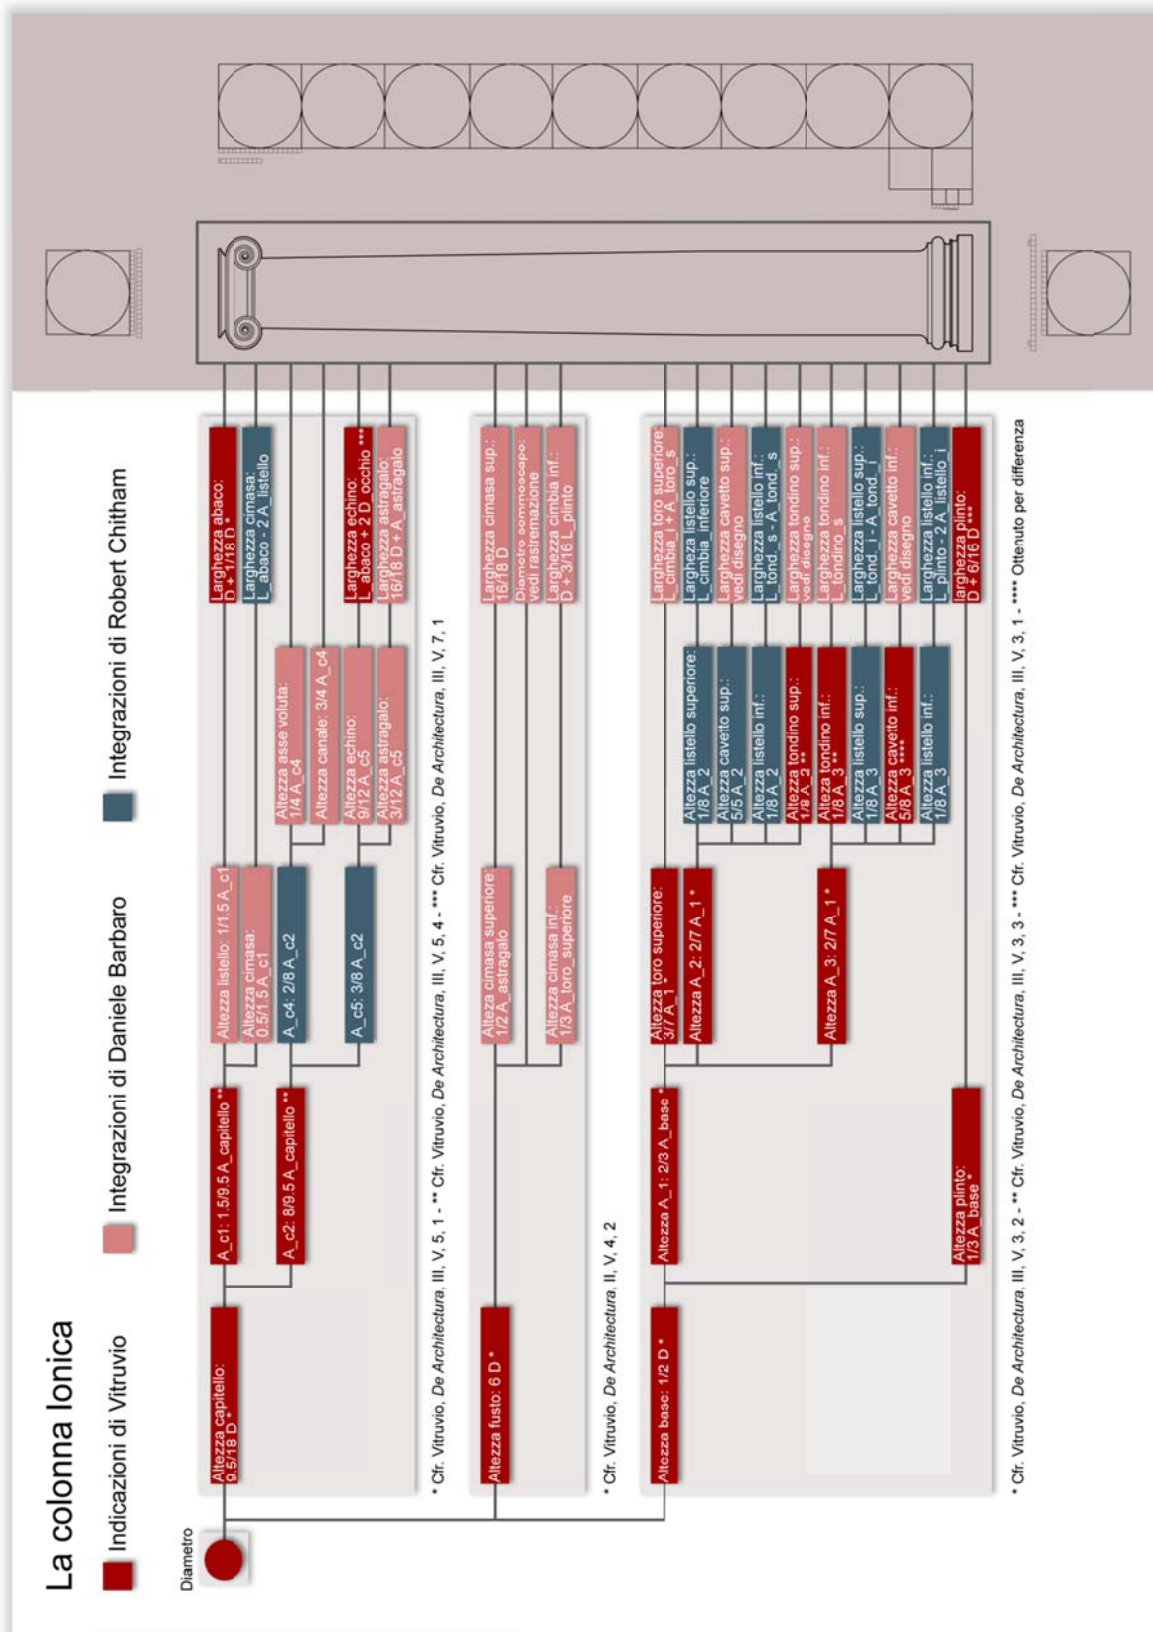 La colonna Ionica
Indicazioni di Vitruvio
Integrazioni di Daniele Barbaro
Integrazioni di Robert Chitham
Diametro
Altezza capitello:
9.5/18 D *
A_c1: 1.5/9.5 A_capitello **
A_c2: 8/9.5 A_capitello **
Altezza listello: 1/1.5 A_c1
Altezza cimasa:
0.5/1.5 A_c1
A_c4: 2/8 A_c2
A_c5: 3/8 A_c2
Altezza asse voluta:
1/4 A_c4
Altezza canale: 3/4 A_c4
Altezza echino:
9/12 A_c5
Altezza astragalo:
3/12 A_c5
Larghezza abaco:
D + 1/18 D *
Larghezza cimasa:
L_abaco - 2 A_listello
Larghezza echino:
L_abaco + 2 D_occhio ***
Larghezza astragalo:
16/18 D + A_astragalo
* Cfr. Vitruvio, De Architectura, III, V, 5, 1 - ** Cfr. Vitruvio, De Architectura, III, V, 5, 4 - *** Cfr. Vitruvio, De Architectura, III, V, 7, 1
Altezza fusto: 6 D *
Alteza cimasa superiore:
1/2 A_astragalo
Altezza cimasa inf.:
1/3 A_toro_superiore
Larghezza cimasa sup.:
16/18 D
Diametro sommoscapo:
vedi rastremazione
Larghezza cimbia inf.:
D + 3/16 L_plinto
* Cfr. Vitruvio, De Architectura, II, V, 4, 2
Altezza base: 1/2 D *
Altezza A_1: 2/3 A_base *
Altezza plinto:
1/3 A_base *
Altezza toro superiore:
3/7 A_1 *
Altezza A_2: 2/7 A_1 *
Altezza A_3: 2/7 A_1 *
Altezza listello superiore:
1/8 A_2
Altezza cavetto sup.:
5/5 A_2
Altezza listello inf.:
1/8 A_2
Altezza tondino sup.:
1/8 A_2 **
Altezza tondino inf.:
1/8 A_3 **
Altezza listello sup.:
1/8 A_3
Altezza cavetto inf.:
5/8 A_3 ****
Altezza listello inf.:
1/8 A_3
Larghezza toro superiore:
L_cimbia_i + A_toro_s
Larghezza listello sup.:
L_cimbia_inferiore
Larghezza cavetto sup.:
vedi disegno
Larghezza listello inf.:
L_tond._s - A_tond._s
Larghezza tondino sup.:
vedi disegno
Larghezza tondino inf.:
L_tondino_s
Larghezza listello sup.:
L_tond._i - A_tond._i
Larghezza cavetto inf.:
vedi disegno
Larghezza listello inf.:
L_plinto - 2 A_listello_i
larghezza plinto:
D + 6/16 D ***
* Cfr. Vitruvio, De Architectura, III, V, 3, 2 - ** Cfr. Vitruvio, De Architectura, III, V, 3, 3 - *** Cfr. Vitruvio, De Architectura, III, V, 3, 1 - **** Ottenuto per differenza